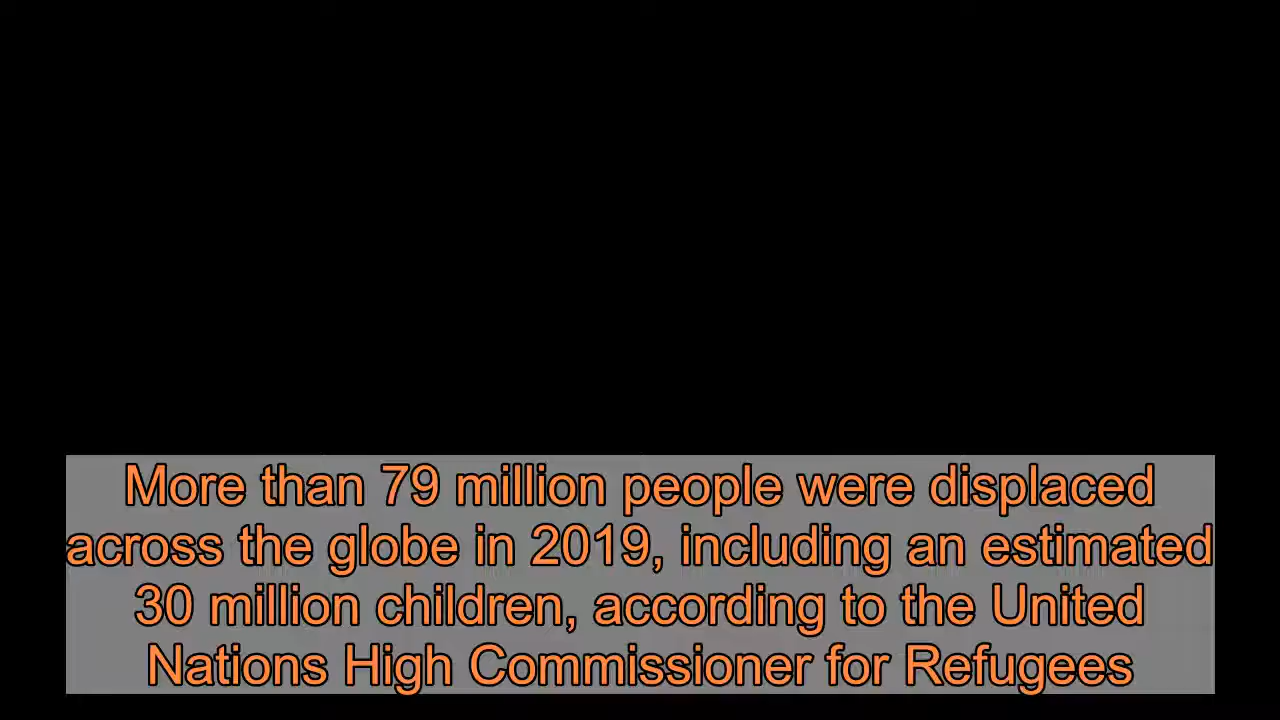 More than 79 million people were displaced
across the globe in 2019, including an estimated
30 million children, according to the United
Nations High Commissioner for Refugees